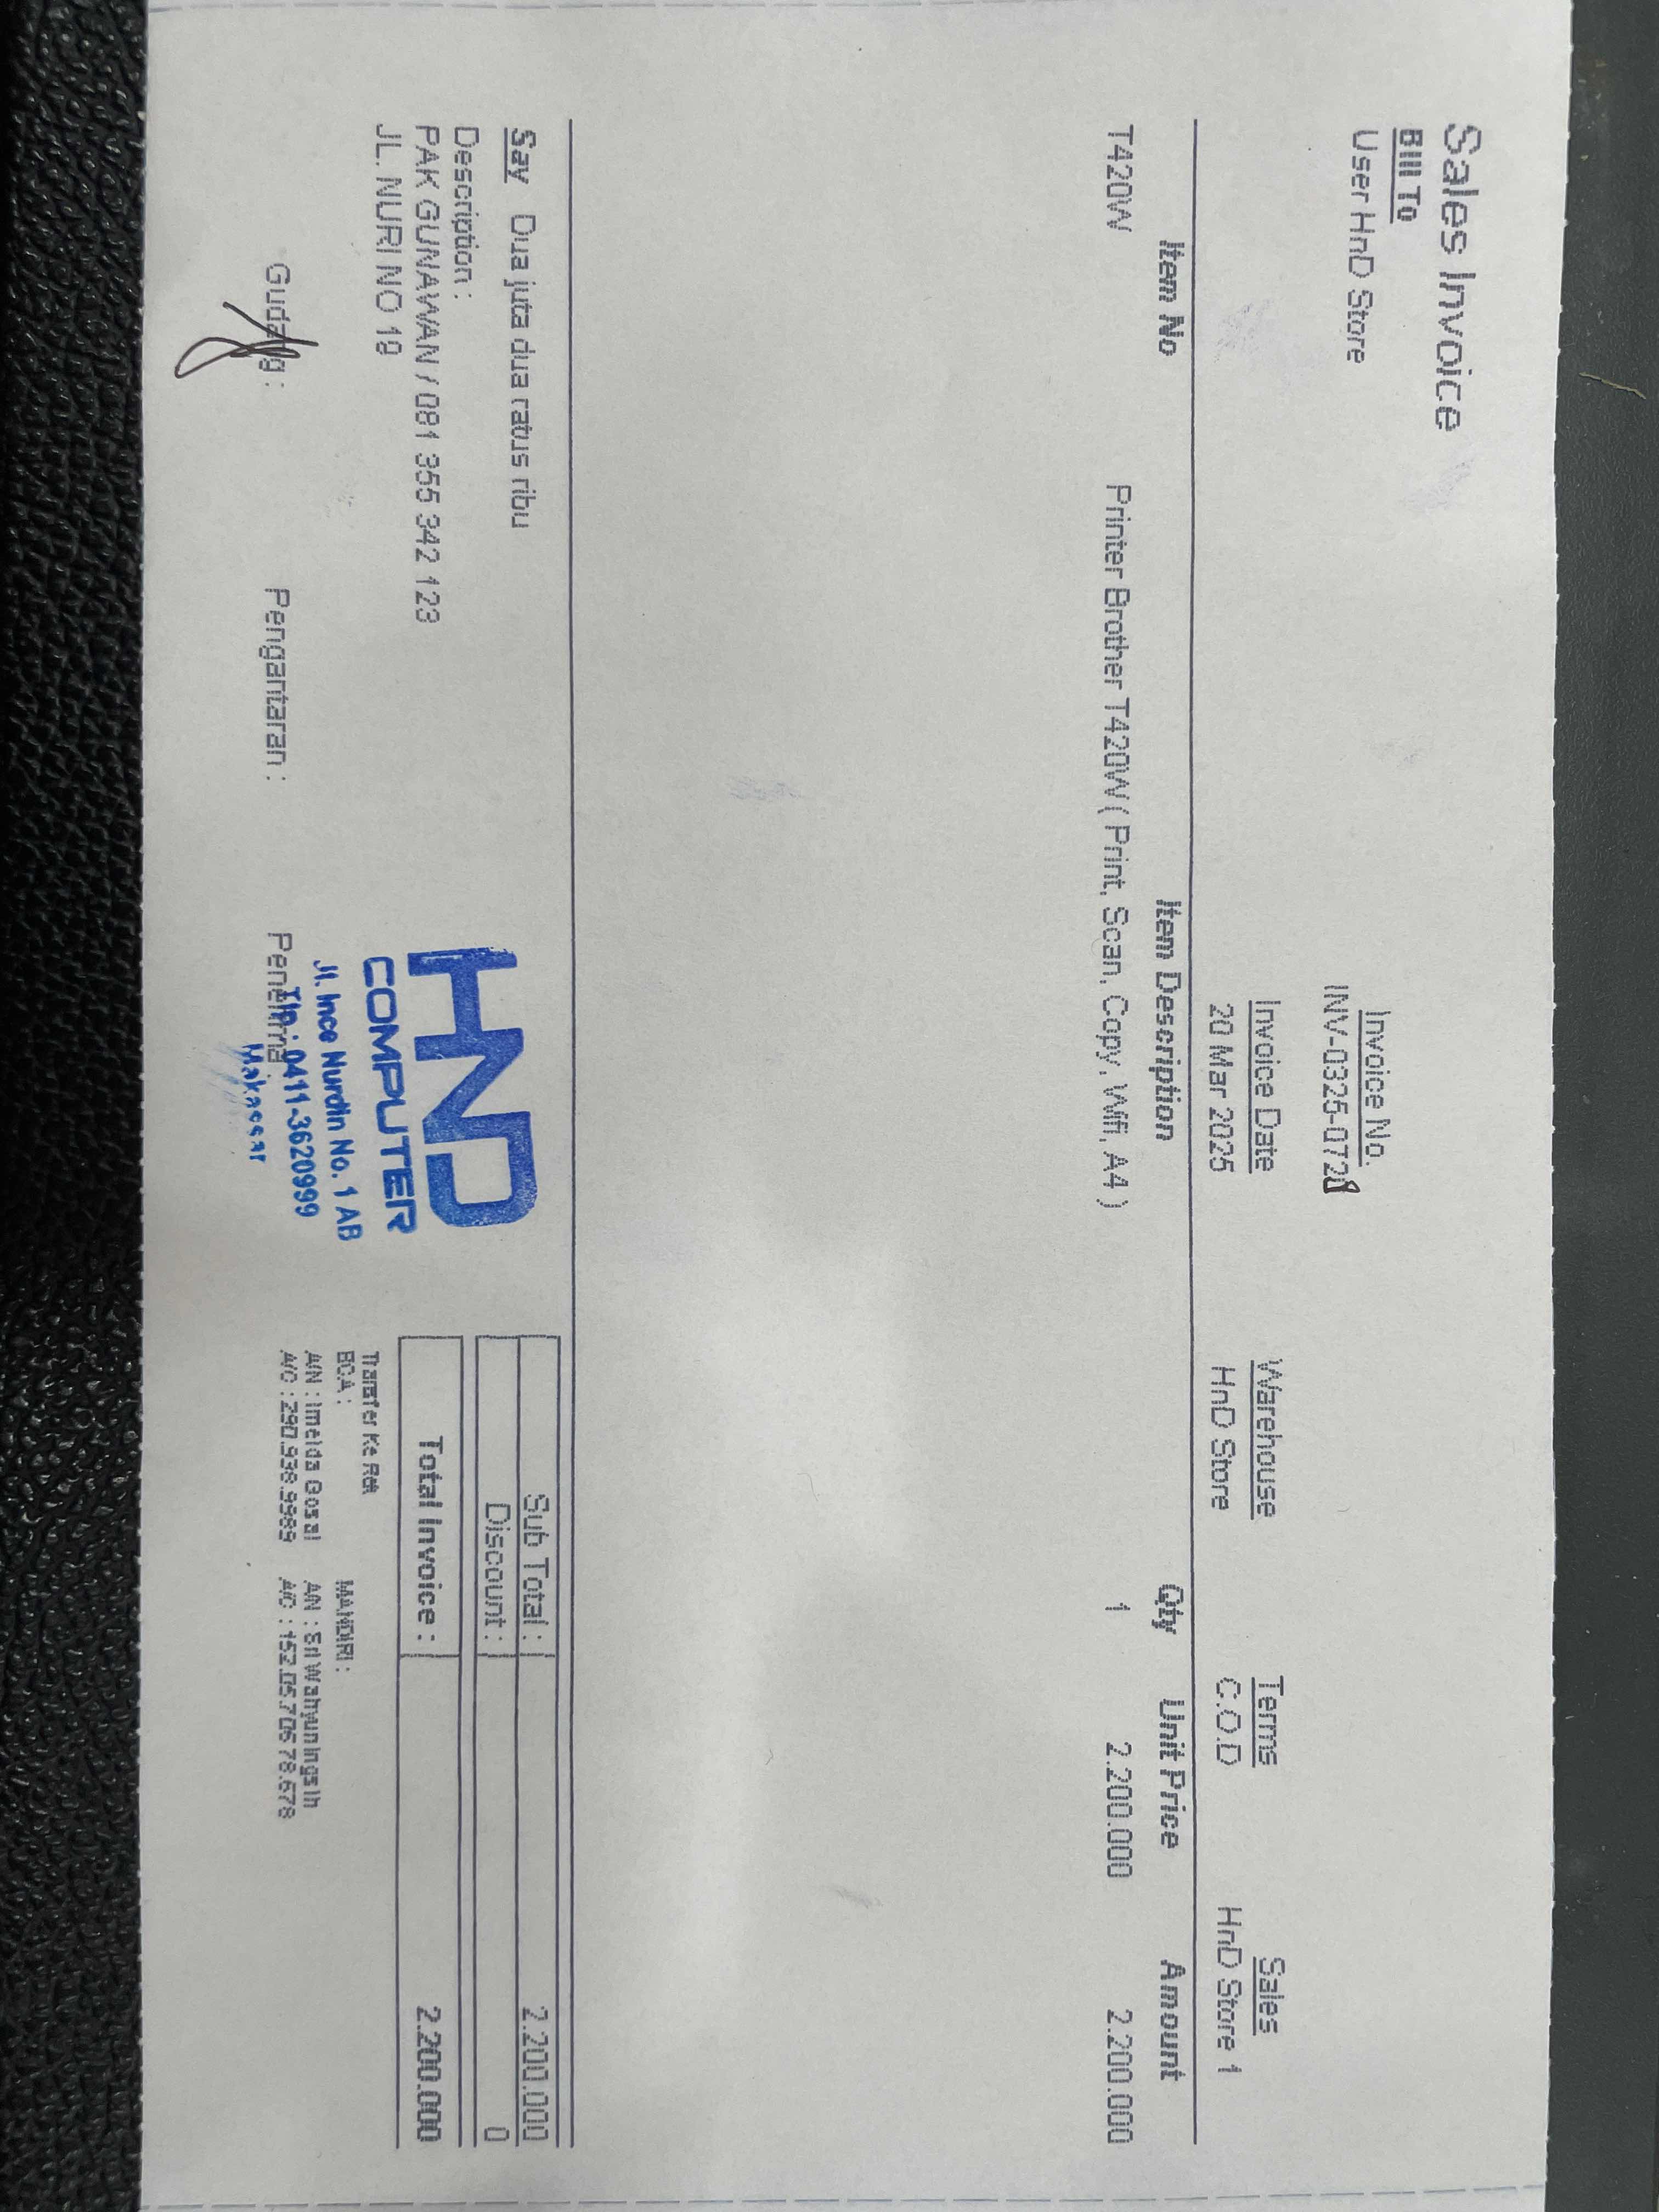 Sales Invoice
Bill To
User HnD Store
Invoice No.
INV-0325-0728
Invoice Date Warehouse Terms Sales
20 Mar 2025 HnD Store C.O.D HnD Store 1
Item No Item Description Qty Unit Price Amount
T420W Printer Brother T420W ( Print, Scan, Copy, Wifi, A4 ) 1 2.200.000 2.200.000
Say Dua juta dua ratus ribu
Description :
PAK GUNAWAN / 081 355 342 123
JL. NURI NO 18
Sub Total : 2.200.000
Discount : 0
Total Invoice : 2.200.000
HND
COMPUTER
Jl. Ince Nurdin No. 1 AB
Tlp : 0411-3620999
Makassar
Gudang : Pengantaran : Penerima
Transfer Ke Rek
BCA : MANDIRI :
A/N : Imelda Gosal A/N : Sri Wahyuningsih
A/C : 290.938.9989 A/C :